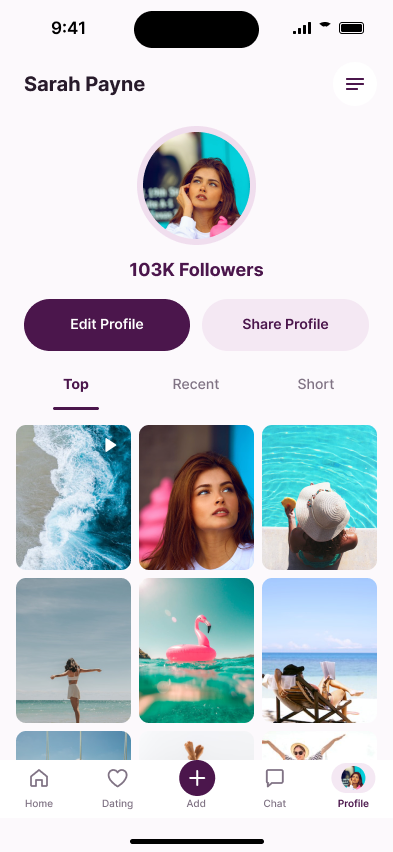 9:41
Sarah Payne
103K Followers
Edit Profile
Share Profile
Top
Recent
Short
Home
Dating
Add
Chat
Profile